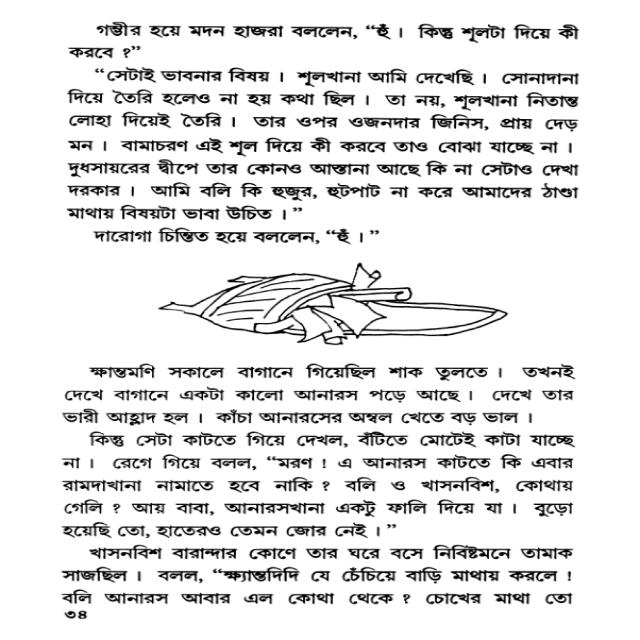 গম্ভীর হয়ে মদন হাজরা বললেন, “হুঁ। কিন্তু শূলটা দিয়ে কী
করবে ?”
“সেটাই ভাবনার বিষয়। শূলখানা আমি দেখেছি। সোনাদানা
দিয়ে তৈরি হলেও না হয় কথা ছিল। তা নয়, শূলখানা নিতান্ত
লোহা দিয়েই তৈরি। তার ওপর ওজনদার জিনিস, প্রায় দেড়
মন। বামাচরণ এই শূল দিয়ে কী করবে তাও বোঝা যাচ্ছে না।
দুধসায়রের দ্বীপে তার কোনও আস্তানা আছে কি না সেটাও দেখা
দরকার। আমি বলি কি হুজুর, হুটপাট না করে আমাদের ঠাণ্ডা
মাথায় বিষয়টা ভাবা উচিত।”
দারোগা চিন্তিত হয়ে বললেন, “হুঁ।”
ক্ষান্তমণি সকালে বাগানে গিয়েছিল শাক তুলতে। তখনই
দেখে বাগানে একটা কালো আনারস পড়ে আছে। দেখে তার
ভারী আহ্লাদ হল। কাঁচা আনারসের অম্বল খেতে বড় ভাল।
কিন্তু সেটা কাটতে গিয়ে দেখল, বঁটিতে মোটেই কাটা যাচ্ছে
না। রেগে গিয়ে বলল, “মরণ! এ আনারস কাটতে কি এবার
রামদাখানা নামাতে হবে নাকি ? বলি ও খাসনবিশ, কোথায়
গেলি ? আয় বাবা, আনারসখানা একটু ফালি দিয়ে যা। বুড়ো
হয়েছি তো, হাতেরও তেমন জোর নেই।”
খাসনবিশ বারান্দার কোণে তার ঘরে বসে নিবিষ্টমনে তামাক
সাজছিল। বলল, “ক্ষ্যান্তদিদি যে চেঁচিয়ে বাড়ি মাথায় করলে!
বলি আনারস আবার এল কোথা থেকে ? চোখের মাথা তো
৩৪